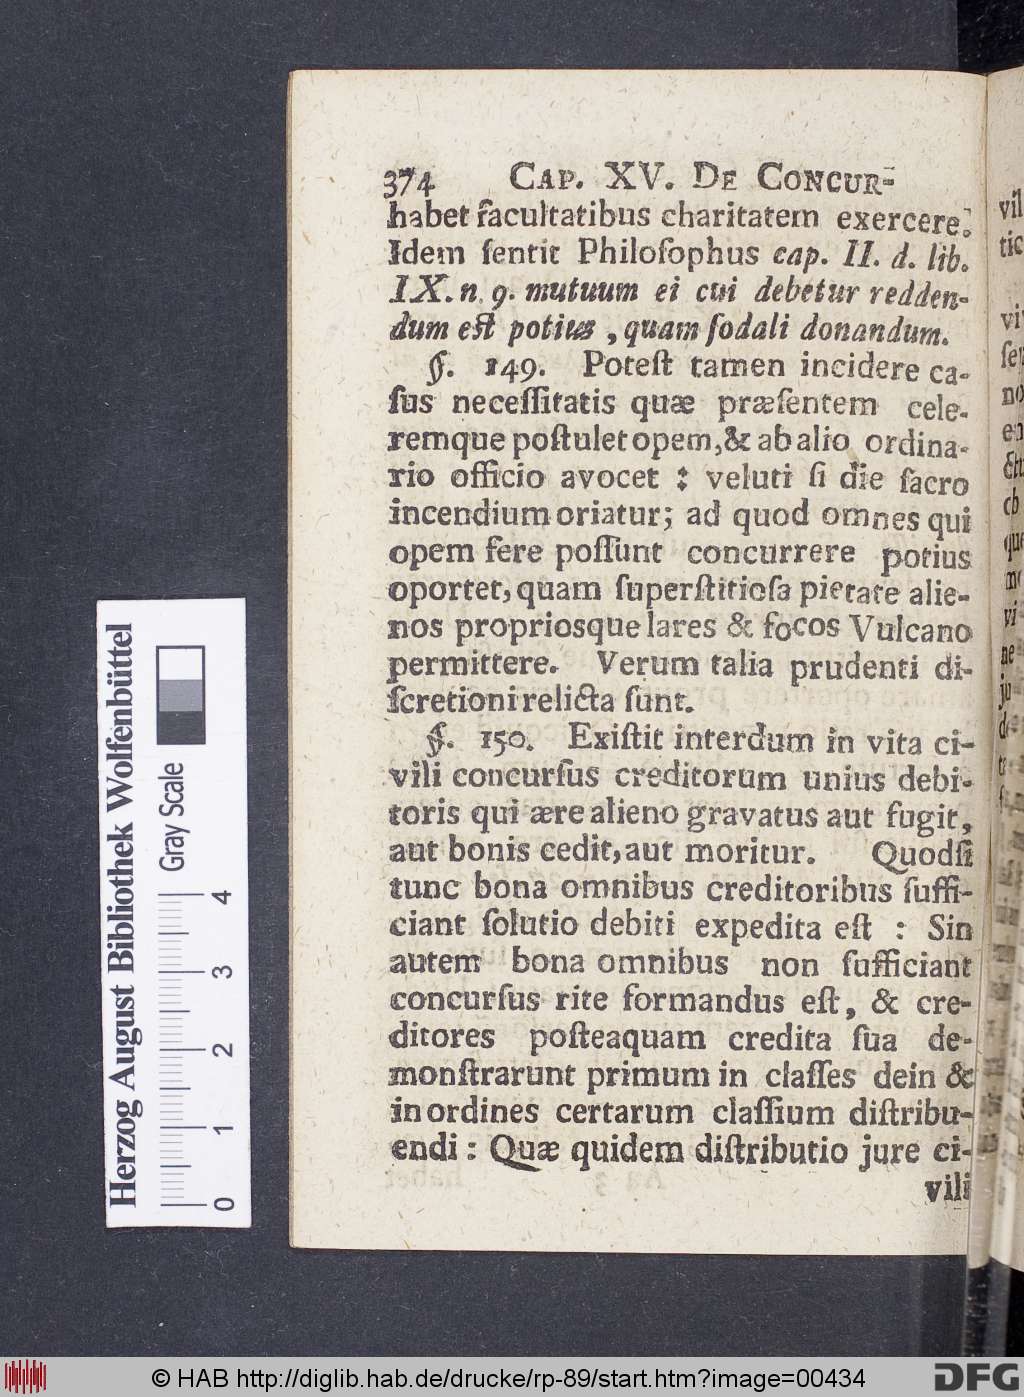 374 CAP. XV. DE CONCUR-
habet facultatibus charitatem exercere.
Idem ſentit Philoſophus cap. II. d. lib.
IX. n. 9. mutuum ei cui debetur redden-
dum eſt potius, quam ſodali donandum.
§. 149. Poteſt tamen incidere ca-
ſus neceſſitatis quæ præſentem cele-
remque poſtulet opem, & ab alio ordina-
rio officio avocet : veluti ſi die ſacro
incendium oriatur; ad quod omnes qui
opem fere poſſunt concurrere potius
oportet, quam ſuperſtitioſa pietate alie-
nos propriosque lares & focos Vulcano
permittere. Verum talia prudenti di-
ſcretioni relicta ſunt.
§. 150. Exiſtit interdum in vita ci-
vili concurſus creditorum unius debi-
toris qui ære alieno gravatus aut fugit,
aut bonis cedit, aut moritur. Quodſi
tunc bona omnibus creditoribus ſuffi-
ciant ſolutio debiti expedita eſt : Sin
autem bona omnibus non ſufficiant
concurſus rite formandus eſt, & cre-
ditores poſteaquam credita ſua de-
monſtrarunt primum in claſſes dein &
in ordines certarum claſſium diſtribu-
endi : Quæ quidem diſtributio jure ci-
vili
Herzog August Bibliothek Wolfenbüttel
Gray Scale
0 1 2 3 4
© HAB http://diglib.hab.de/drucke/rp-89/start.htm?image=00434
DFG